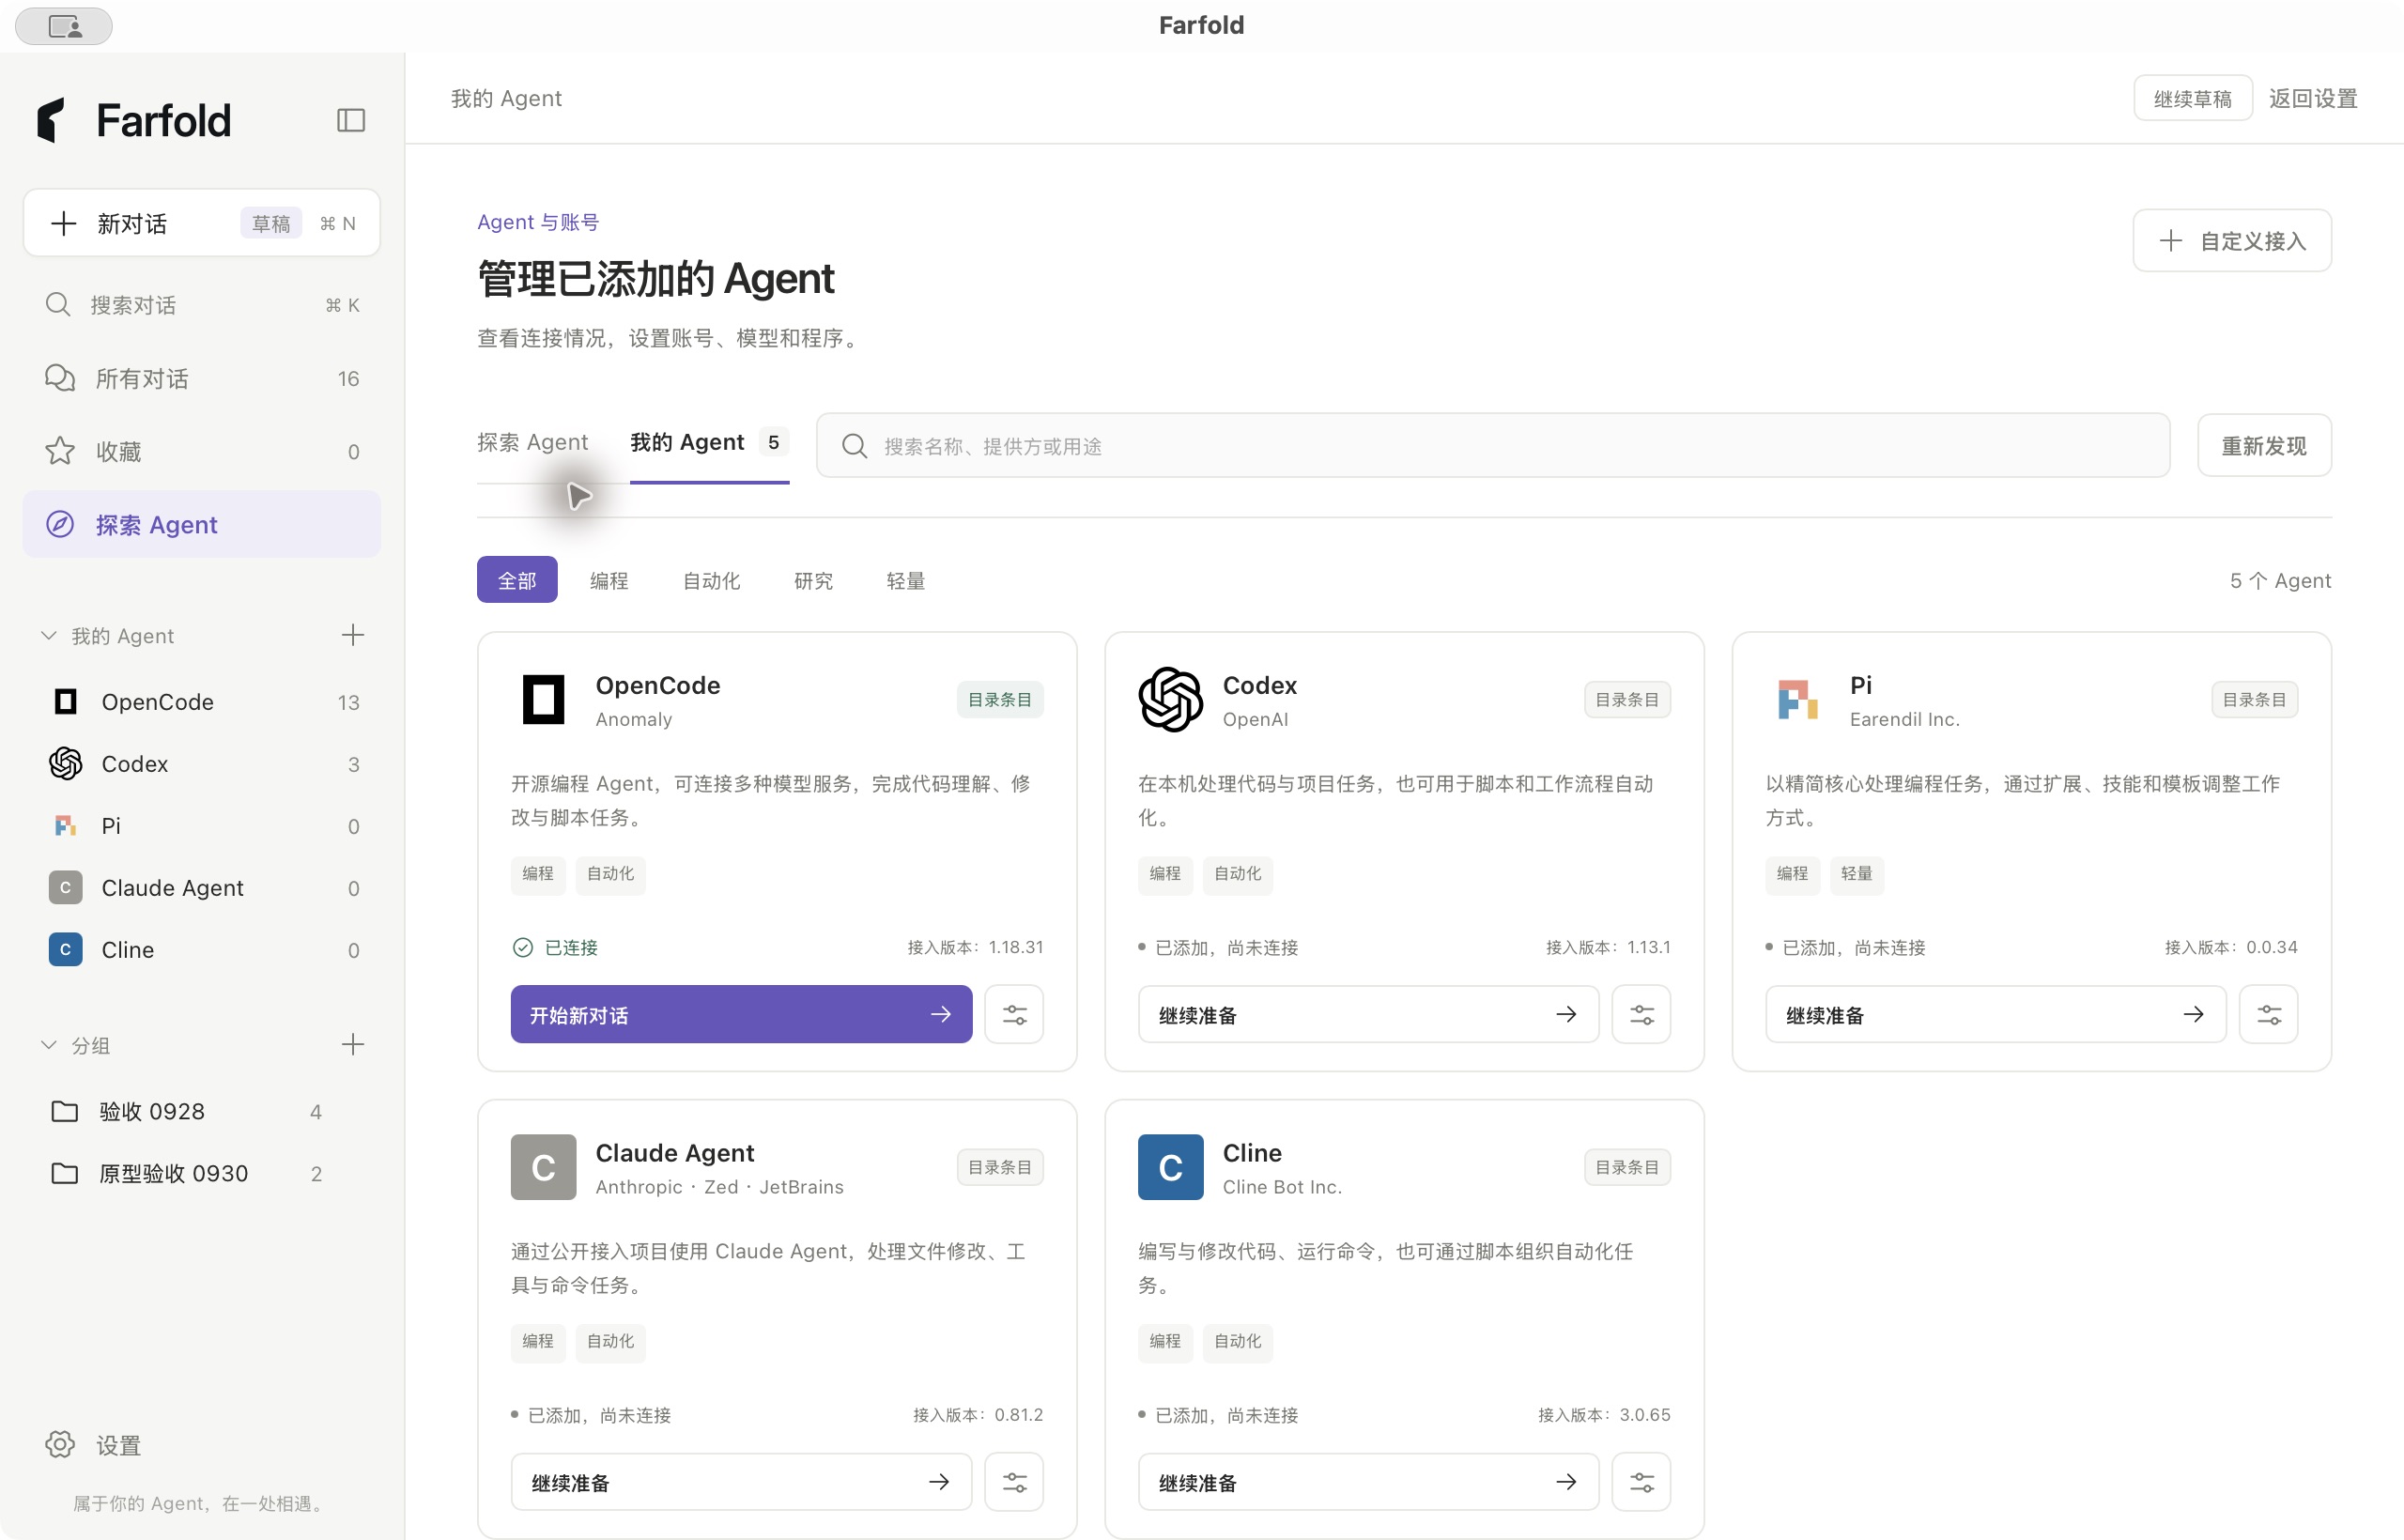 Farfold
Farfold
新对话 草稿 ⌘ N
搜索对话 ⌘ K
所有对话 16
收藏 0
探索 Agent
我的 Agent
OpenCode 13
Codex 3
Pi 0
C Claude Agent 0
C Cline 0
分组
验收 0928 4
原型验收 0930 2
设置
属于你的 Agent，在一处相遇。
我的 Agent
继续草稿 返回设置
Agent 与账号
管理已添加的 Agent
查看连接情况，设置账号、模型和程序。
自定义接入
探索 Agent 我的 Agent 5 搜索名称、提供方或用途 重新发现
全部 编程 自动化 研究 轻量 5 个 Agent
OpenCode
Anomaly
目录条目
开源编程 Agent，可连接多种模型服务，完成代码理解、修
改与脚本任务。
编程 自动化
已连接 接入版本：1.18.31
开始新对话
Codex
OpenAI
目录条目
在本机处理代码与项目任务，也可用于脚本和工作流程自动
化。
编程 自动化
已添加，尚未连接 接入版本：1.13.1
继续准备
Pi
Earendil Inc.
目录条目
以精简核心处理编程任务，通过扩展、技能和模板调整工作
方式。
编程 轻量
已添加，尚未连接 接入版本：0.0.34
继续准备
C
Claude Agent
Anthropic · Zed · JetBrains
目录条目
通过公开接入项目使用 Claude Agent，处理文件修改、工
具与命令任务。
编程 自动化
已添加，尚未连接 接入版本：0.81.2
继续准备
C
Cline
Cline Bot Inc.
目录条目
编写与修改代码、运行命令，也可通过脚本组织自动化任
务。
编程 自动化
已添加，尚未连接 接入版本：3.0.65
继续准备